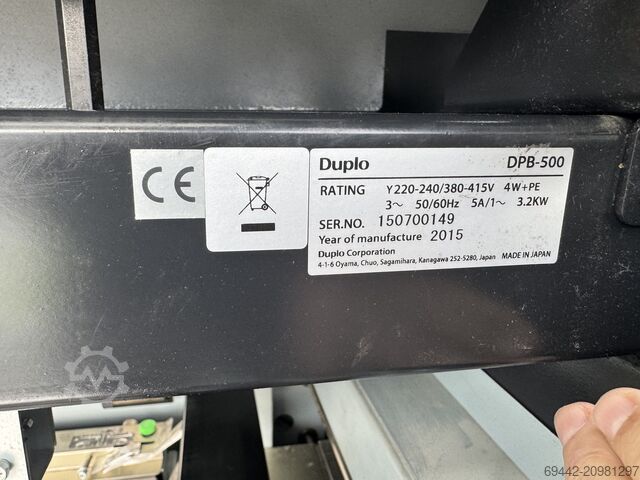 CE
Duplo DPB-500
RATING Y220-240/380-415V 4W+PE
3~ 50/60Hz 5A/1~ 3.2KW
SER.NO. 150700149
Year of manufacture 2015
Duplo Corporation
4-1-6 Oyama, Chuo, Sagamihara, Kanagawa 252-5280, Japan MADE IN JAPAN
69442-20981297